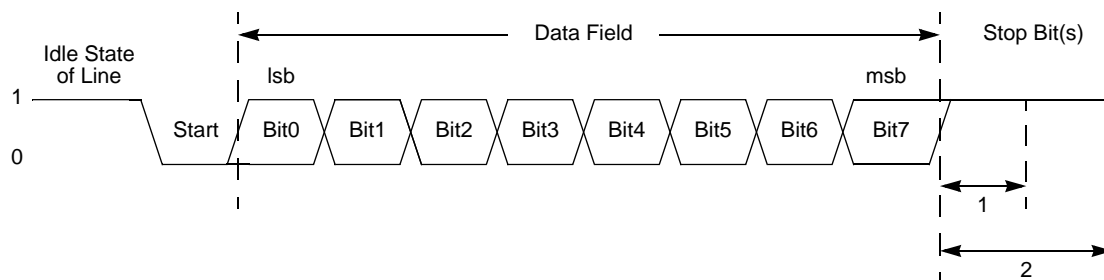 Data Field
Stop Bit(s)
Idle State
of Line
lsb
msb
1
Start
Bit0
Bit1
Bit2
Bit3
Bit4
Bit5
Bit6
Bit7
0
1
2